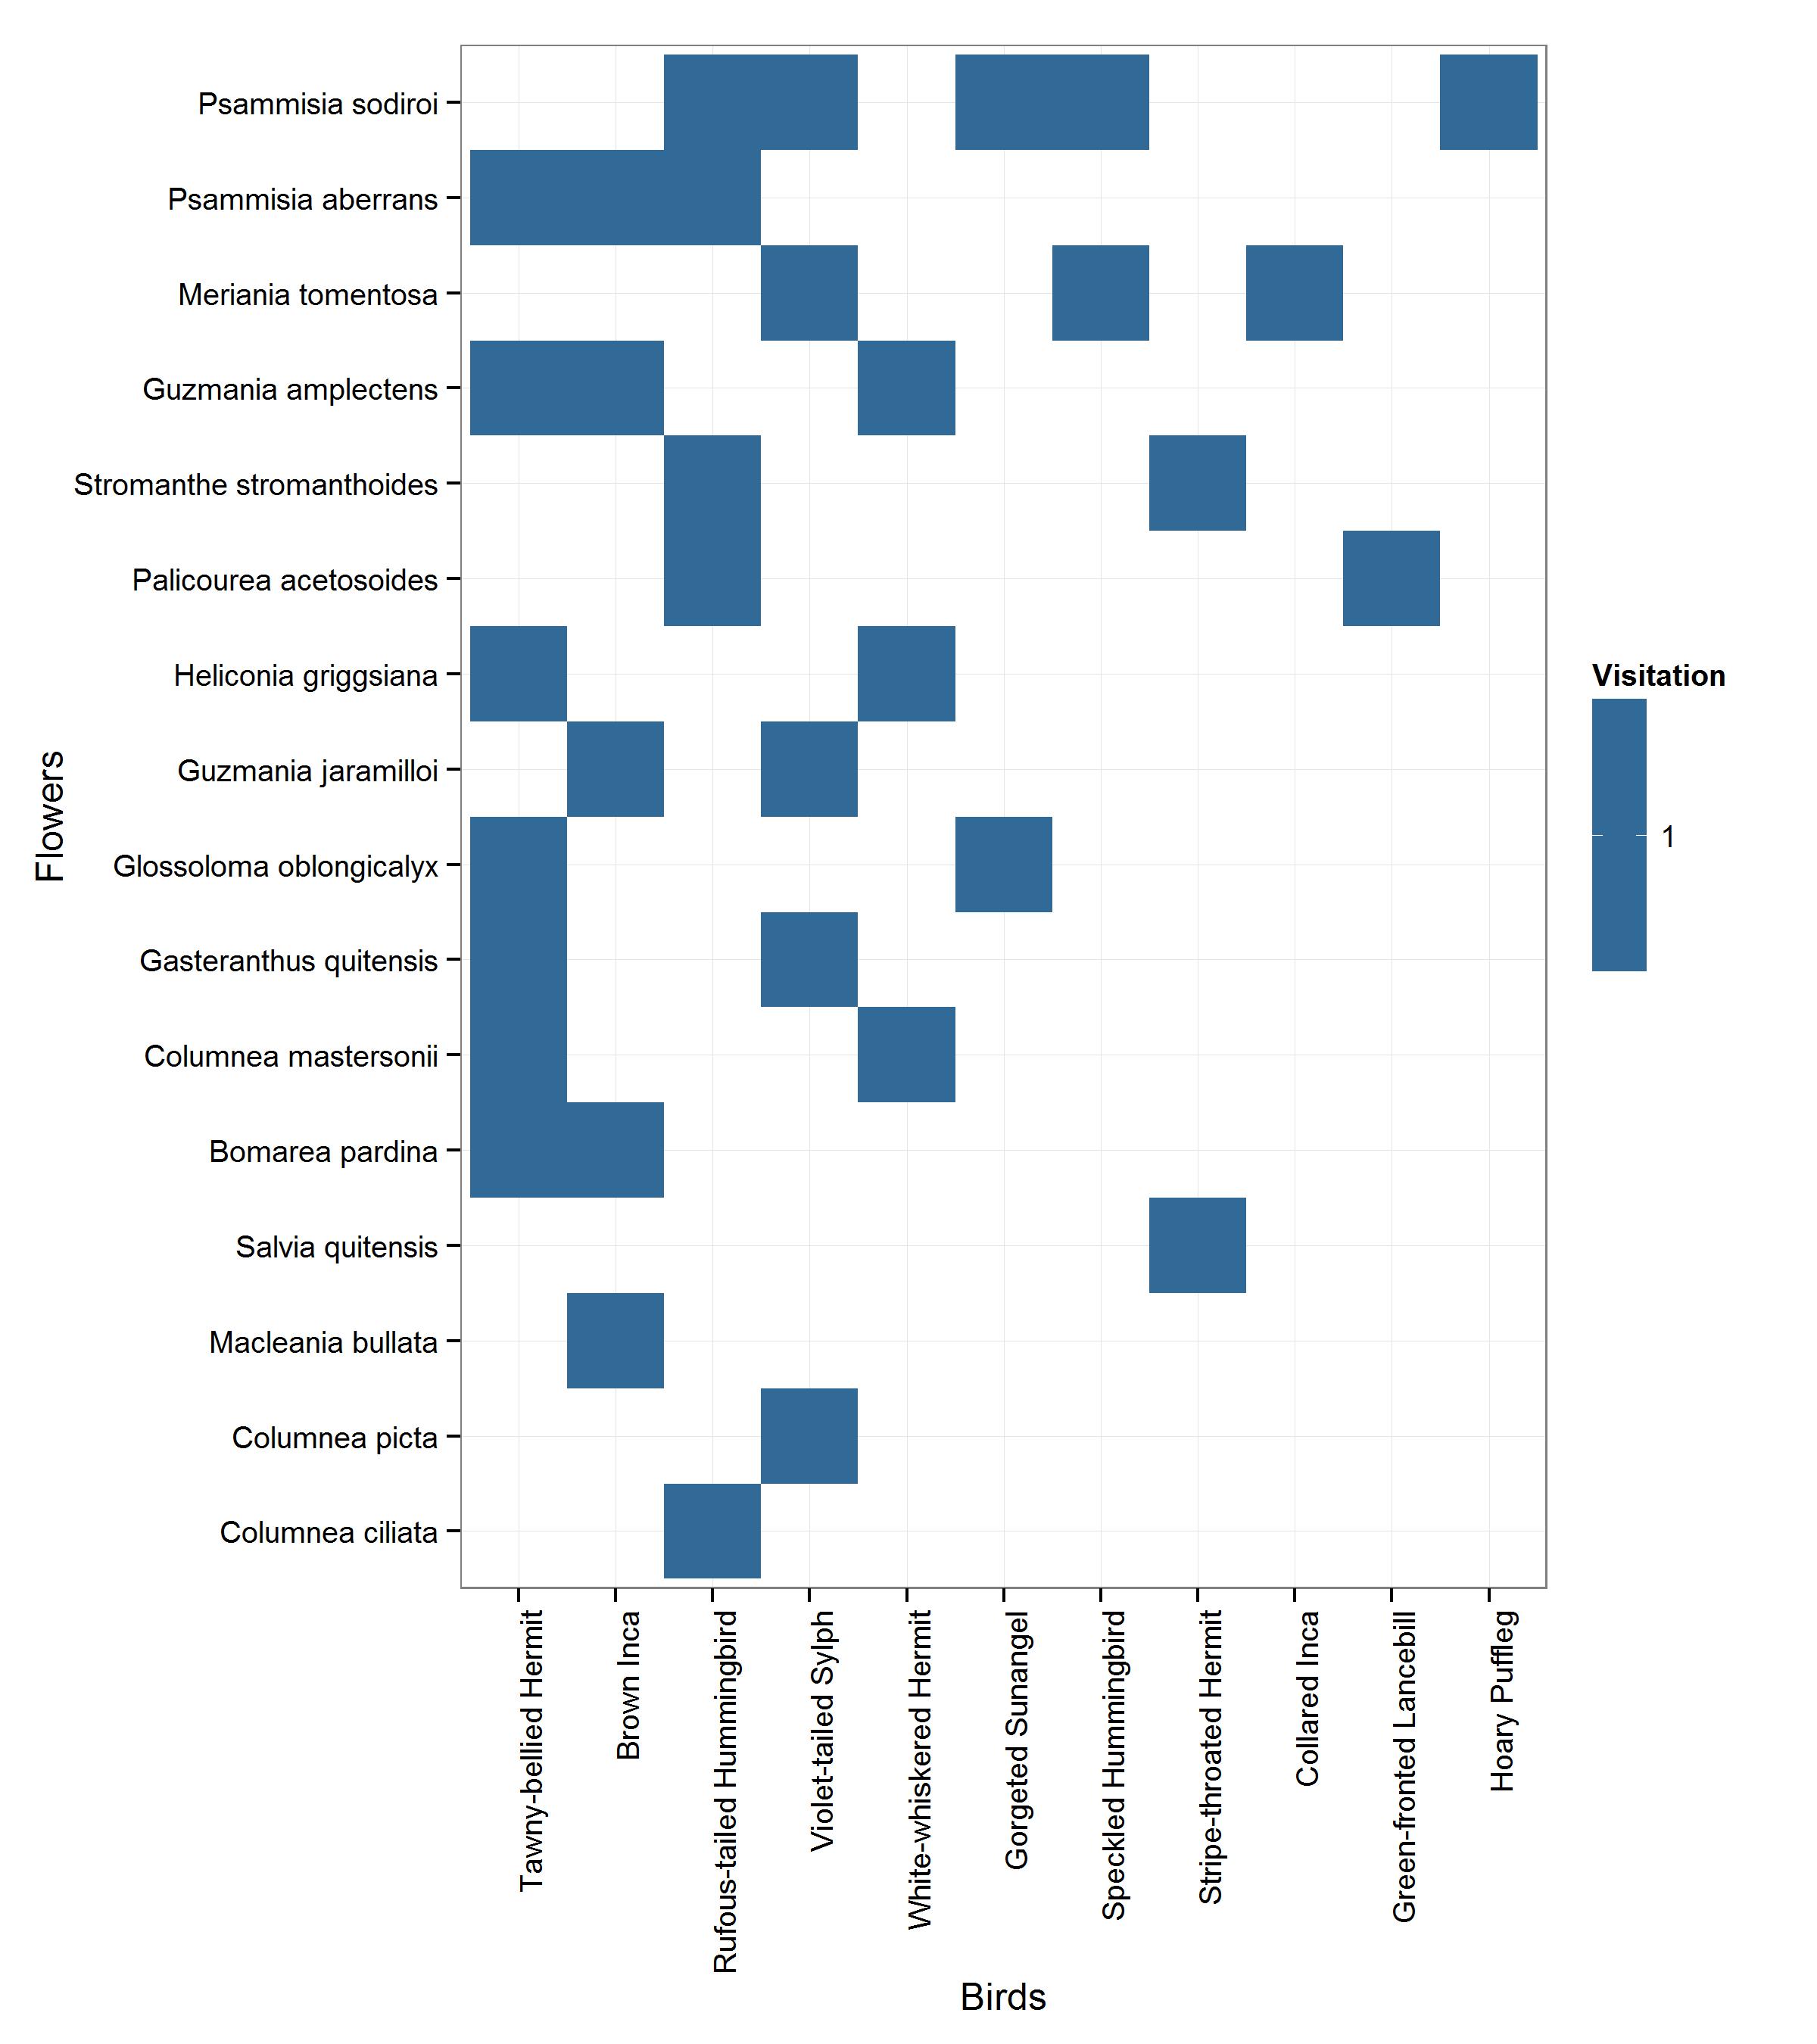 Psammisia sodiroi
Psammisia aberrans
Meriania tomentosa
Guzmania amplectens
Stromanthe stromanthoides
Palicourea acetosoides
Heliconia griggsiana
Guzmania jaramilloi
Glossoloma oblongicalyx
Gasteranthus quitensis
Columnea mastersonii
Bomarea pardina
Salvia quitensis
Macleania bullata
Columnea picta
Columnea ciliata
Flowers
Tawny-bellied Hermit
Brown Inca
Rufous-tailed Hummingbird
Violet-tailed Sylph
White-whiskered Hermit
Gorgeted Sunangel
Speckled Hummingbird
Stripe-throated Hermit
Collared Inca
Green-fronted Lancebill
Hoary Puffleg
Birds
Visitation
1